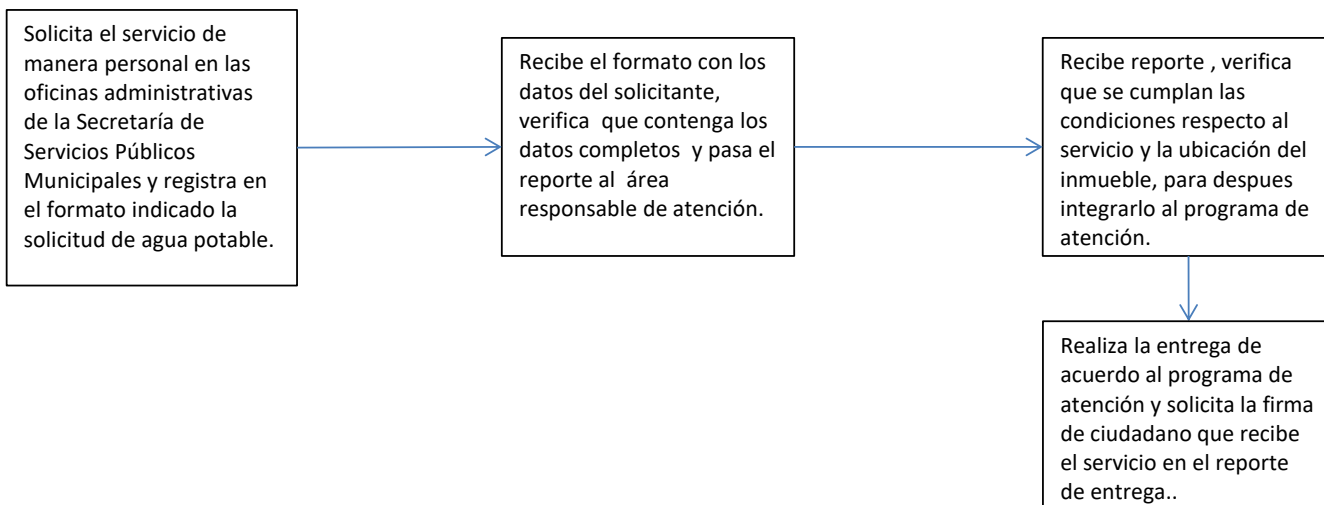 Solicita el servicio de
manera personal en las
oficinas administrativas
de la Secretaría de
Servicios Públicos
Municipales y registra en
el formato indicado la
solicitud de agua potable.
Recibe el formato con los
datos del solicitante,
verifica que contenga los
datos completos y pasa el
reporte al área
responsable de atención.
Recibe reporte , verifica
que se cumplan las
condiciones respecto al
servicio y la ubicación del
inmueble, para despues
integrarlo al programa de
atención.
Realiza la entrega de
acuerdo al programa de
atención y solicita la firma
de ciudadano que recibe
el servicio en el reporte
de entrega..